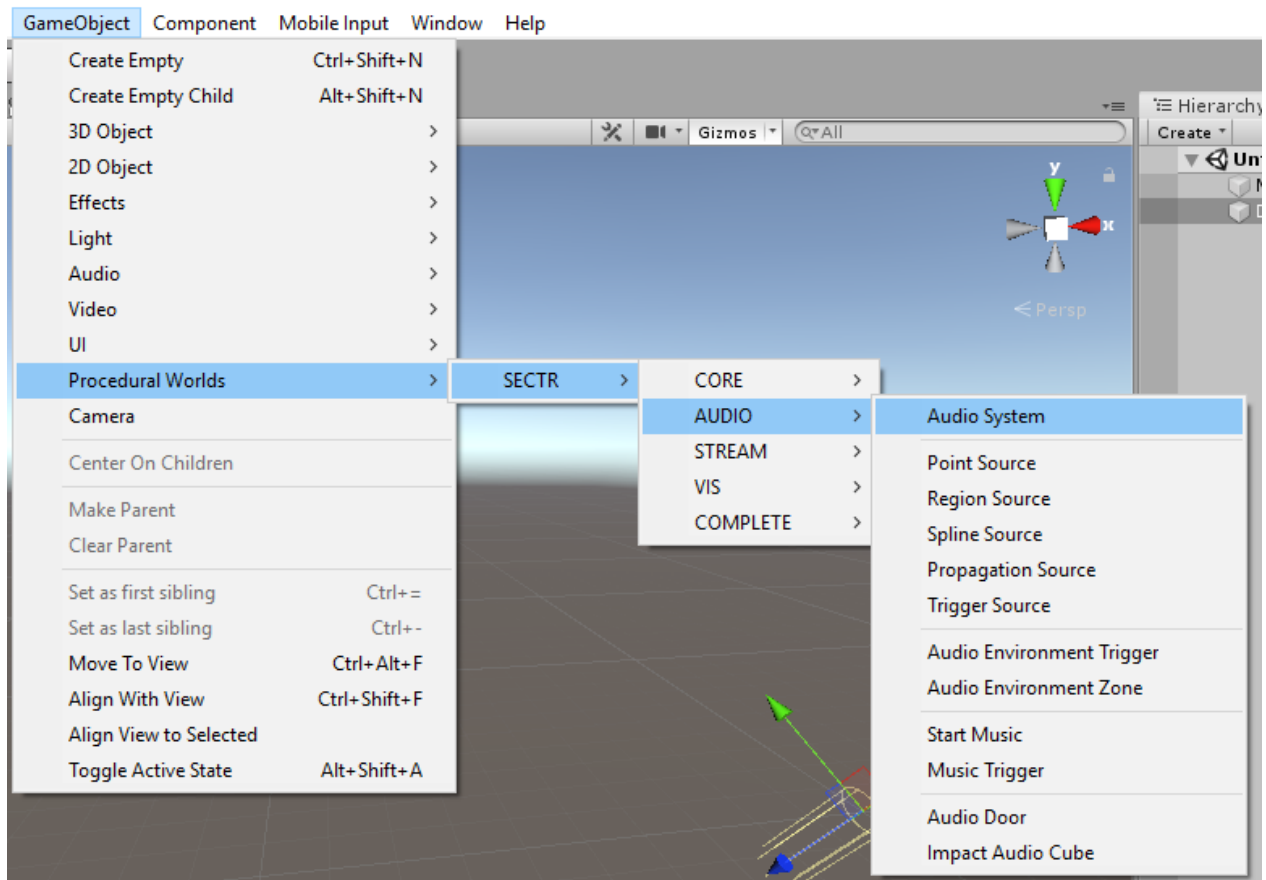 GameObject Component Mobile Input Window Help
Create Empty Ctrl+Shift+N
Create Empty Child Alt+Shift+N
3D Object
2D Object
Effects
Light
Audio
Video
UI
Procedural Worlds
Camera
Center On Children
Make Parent
Clear Parent
Set as first sibling Ctrl+=
Set as last sibling Ctrl+-
Move To View Ctrl+Alt+F
Align With View Ctrl+Shift+F
Align View to Selected
Toggle Active State Alt+Shift+A
SECTR
CORE
AUDIO
STREAM
VIS
COMPLETE
Audio System
Point Source
Region Source
Spline Source
Propagation Source
Trigger Source
Audio Environment Trigger
Audio Environment Zone
Start Music
Music Trigger
Audio Door
Impact Audio Cube
Gizmos All
y
x
Persp
Hierarchy
Create